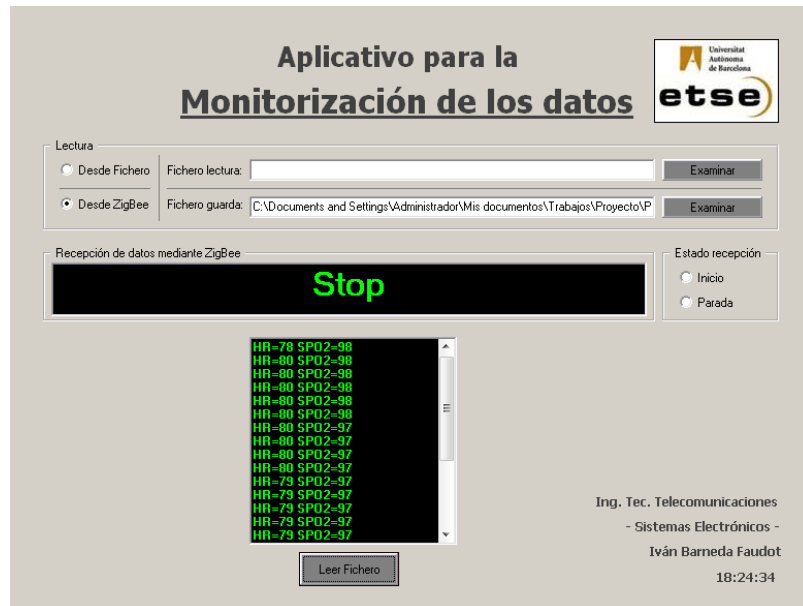 Aplicativo para la
Monitorización de los datos
Universitat
Autònoma
de Barcelona
etse
Lectura
Desde Fichero
Fichero lectura:
Examinar
Desde ZigBee
Fichero guarda:
C:\Documents and Settings\Administrador\Mis documentos\Trabajos\Proyecto\P
Examinar
Recepción de datos mediante ZigBee
Stop
Estado recepción
Inicio
Parada
HR=78 SPO2=98
HR=80 SPO2=98
HR=80 SPO2=98
HR=80 SPO2=98
HR=80 SPO2=98
HR=80 SPO2=98
HR=80 SPO2=97
HR=80 SPO2=97
HR=80 SPO2=97
HR=80 SPO2=97
HR=79 SPO2=97
HR=79 SPO2=97
HR=79 SPO2=97
HR=79 SPO2=97
HR=79 SPO2=97
Leer Fichero
Ing. Tec. Telecomunicaciones
- Sistemas Electrónicos -
Iván Barneda Faudot
18:24:34